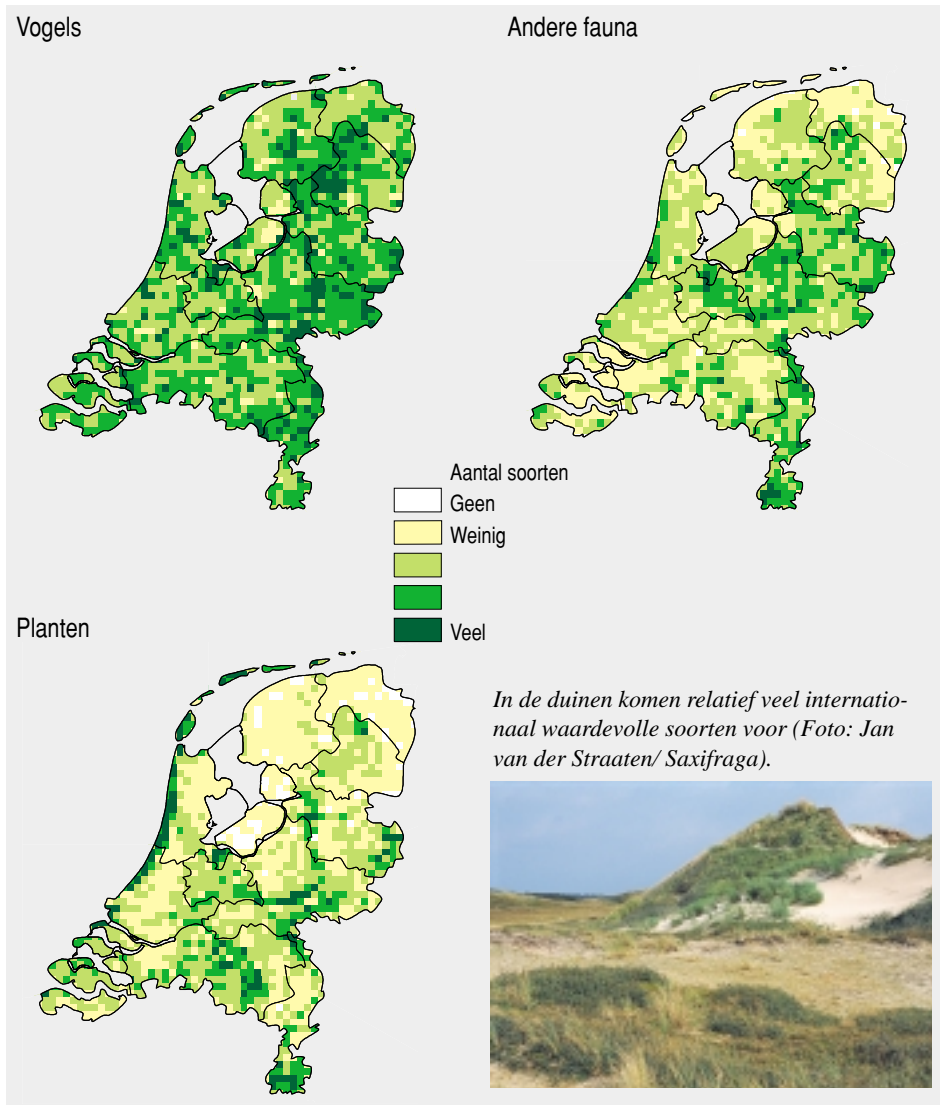 Vogels
Andere fauna
Aantal soorten
Geen
Weinig
Veel
Planten
In de duinen komen relatief veel internatio-
naal waardevolle soorten voor (Foto: Jan
van der Straaten/ Saxifraga).